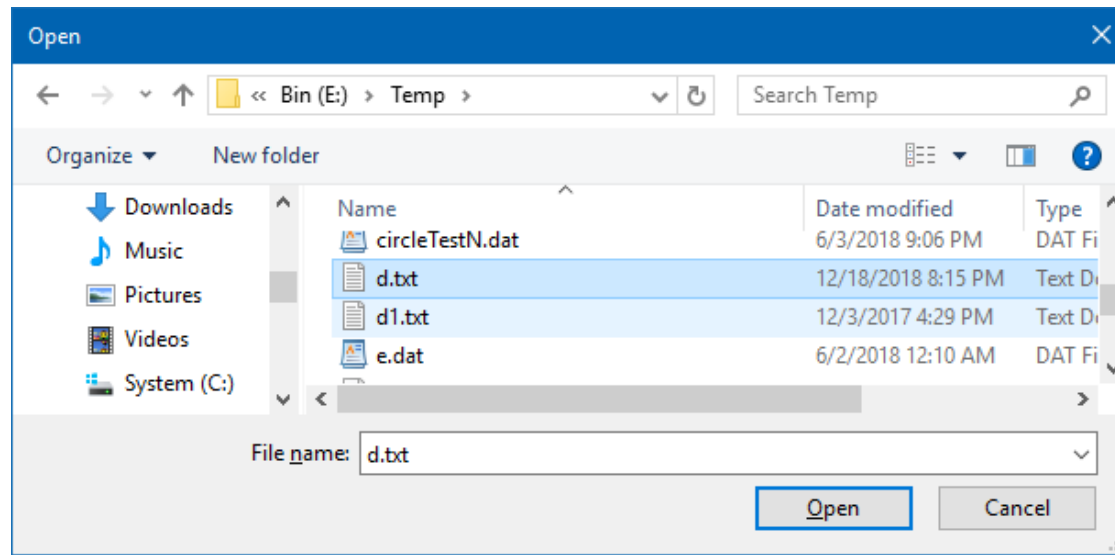 Open
« Bin (E:) > Temp >
Search Temp
Organize
New folder
Downloads
Music
Pictures
Videos
System (C:)
Name Date modified Type
circleTestN.dat 6/3/2018 9:06 PM DAT Fi
d.txt 12/18/2018 8:15 PM Text D
d1.txt 12/3/2017 4:29 PM Text D
e.dat 6/2/2018 12:10 AM DAT Fi
File name: d.txt
Open
Cancel